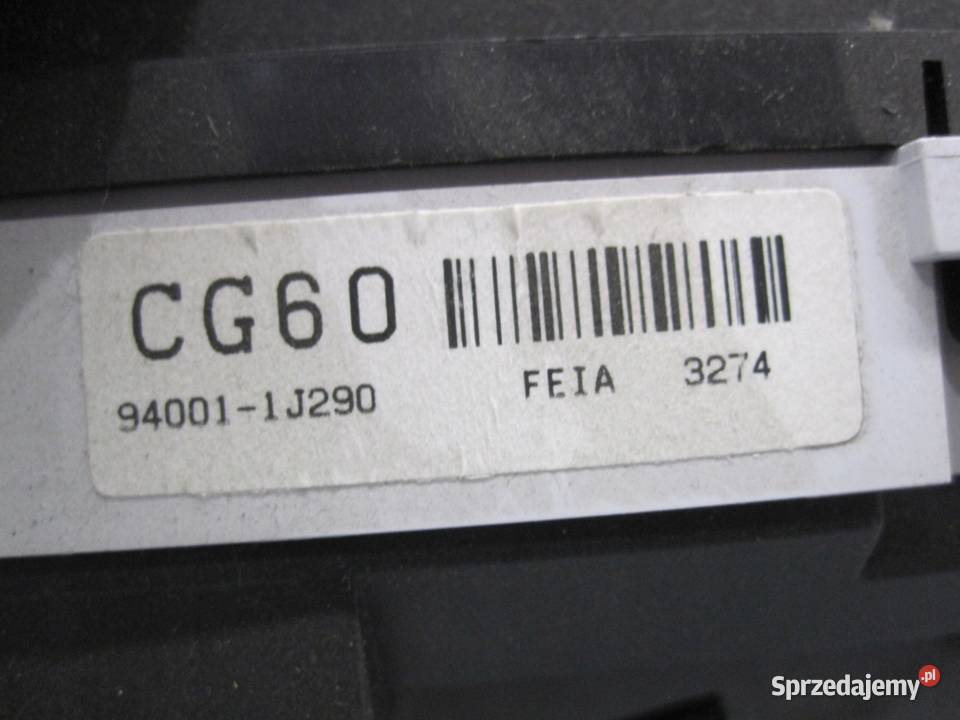 CG60
94001-1J290
FEIA 3274
Sprzedajemy.pl